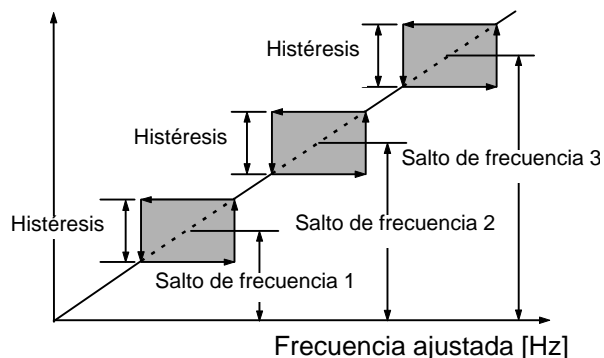 Histéresis
Histéresis
Salto de frecuencia 3
Histéresis
Salto de frecuencia 2
Salto de frecuencia 1
Frecuencia ajustada [Hz]